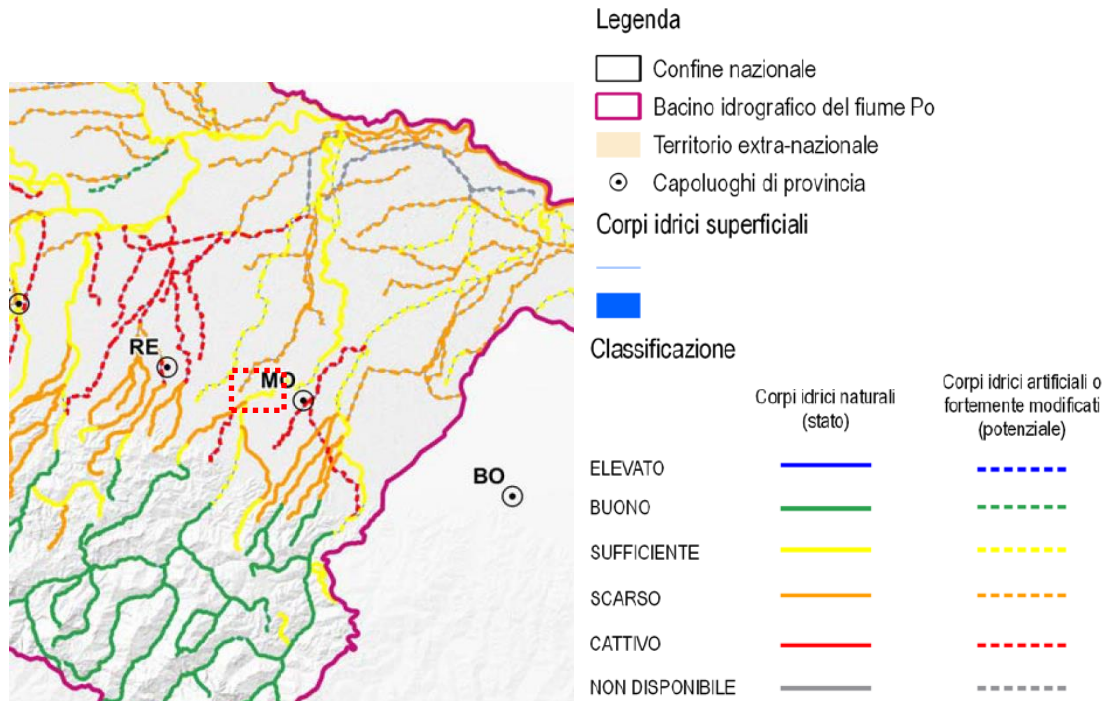 RE
MO
BO
Legenda
Confine nazionale
Bacino idrografico del fiume Po
Territorio extra-nazionale
Capoluoghi di provincia
Corpi idrici superficiali
Classificazione
Corpi idrici naturali
(stato)
Corpi idrici artificiali o
fortemente modificati
(potenziale)
ELEVATO
BUONO
SUFFICIENTE
SCARSO
CATTIVO
NON DISPONIBILE